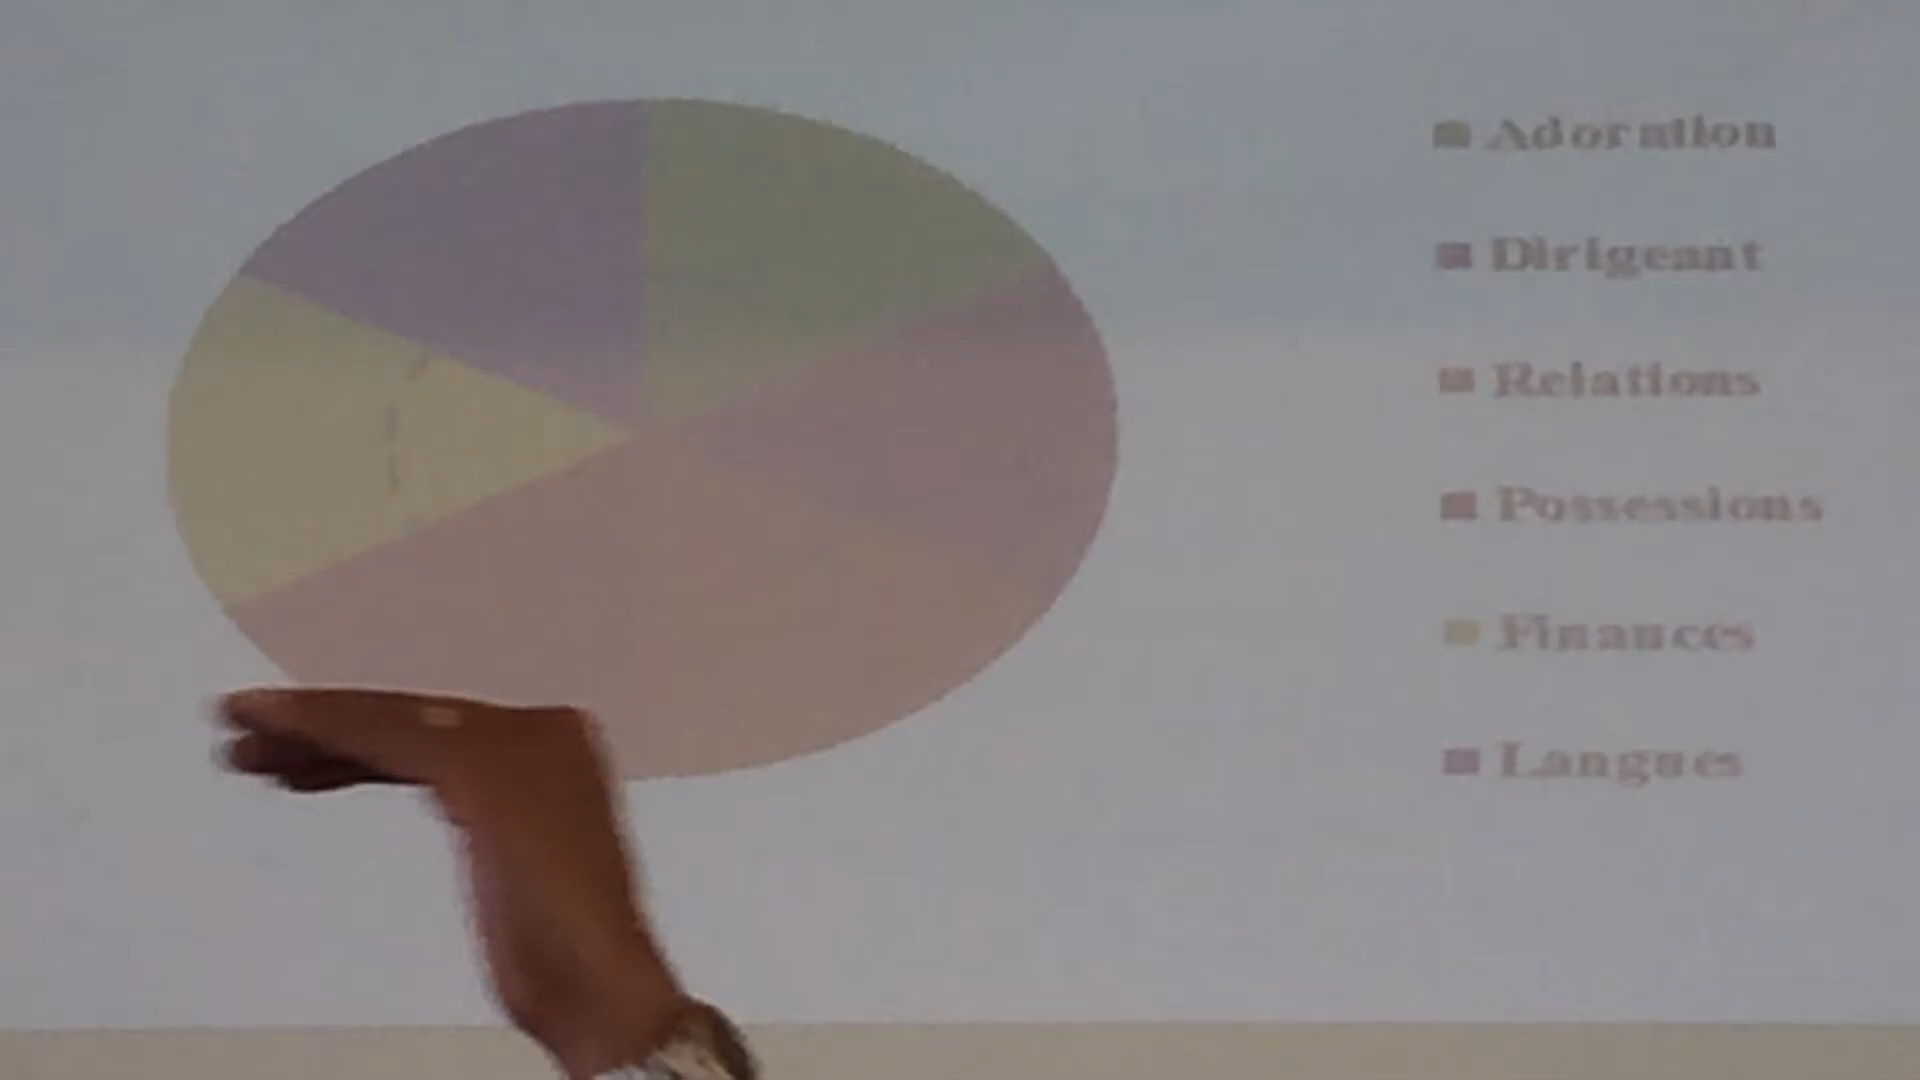 Adoration
Dirigeant
Relations
Possessions
Finances
Langues